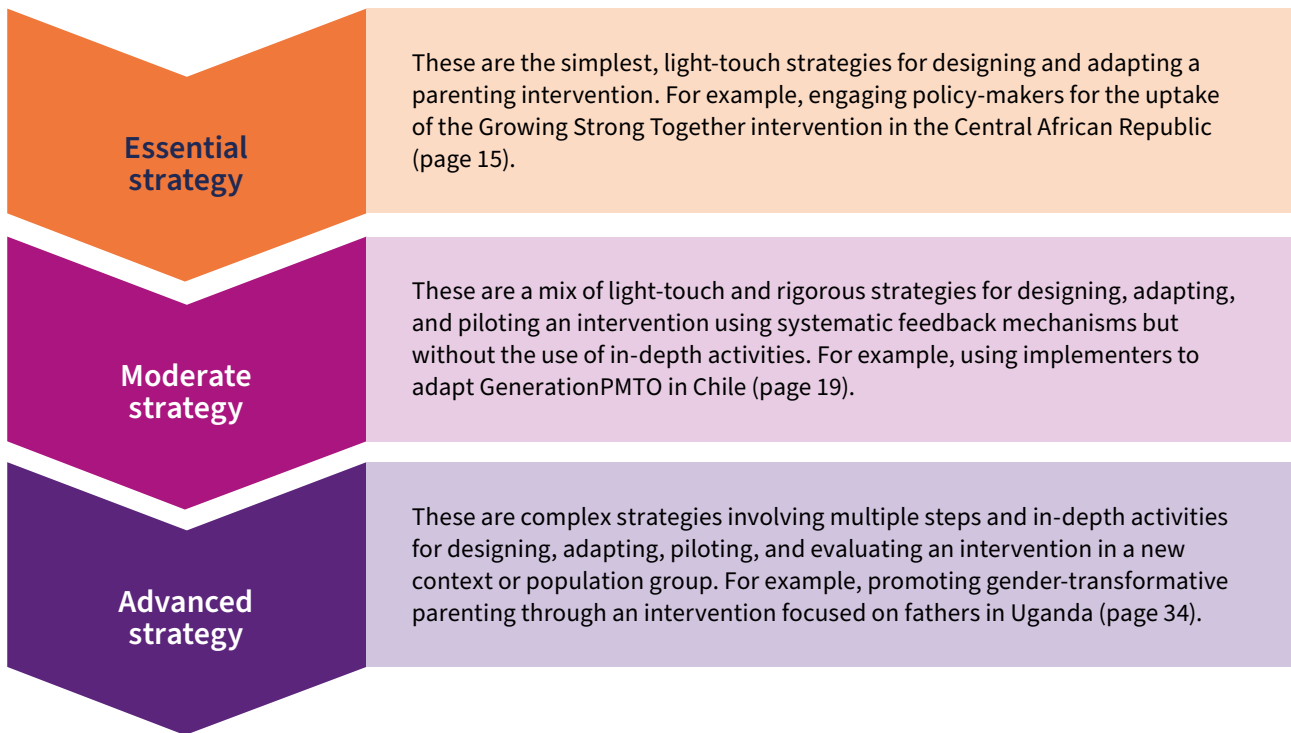 Essential
strategy
These are the simplest, light-touch strategies for designing and adapting a
parenting intervention. For example, engaging policy-makers for the uptake
of the Growing Strong Together intervention in the Central African Republic
(page 15).
Moderate
strategy
These are a mix of light-touch and rigorous strategies for designing, adapting,
and piloting an intervention using systematic feedback mechanisms but
without the use of in-depth activities. For example, using implementers to
adapt GenerationPMTO in Chile (page 19).
Advanced
strategy
These are complex strategies involving multiple steps and in-depth activities
for designing, adapting, piloting, and evaluating an intervention in a new
context or population group. For example, promoting gender-transformative
parenting through an intervention focused on fathers in Uganda (page 34).